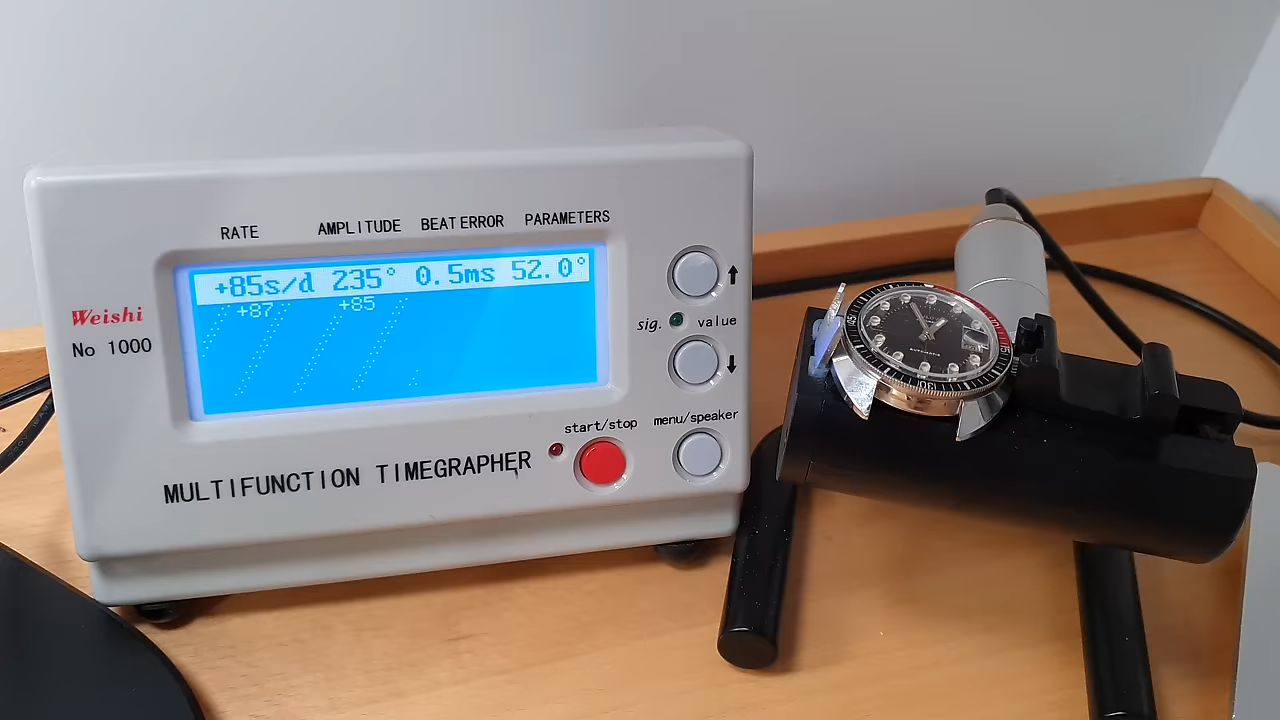 RATE AMPLITUDE BEAT ERROR PARAMETERS
+85s/d 235° 0.5ms 52.0°
+87 +85
Weishi
No 1000
sig. value
start/stop menu/speaker
MULTIFUNCTION TIMEGRAPHER
AUTOMATIC